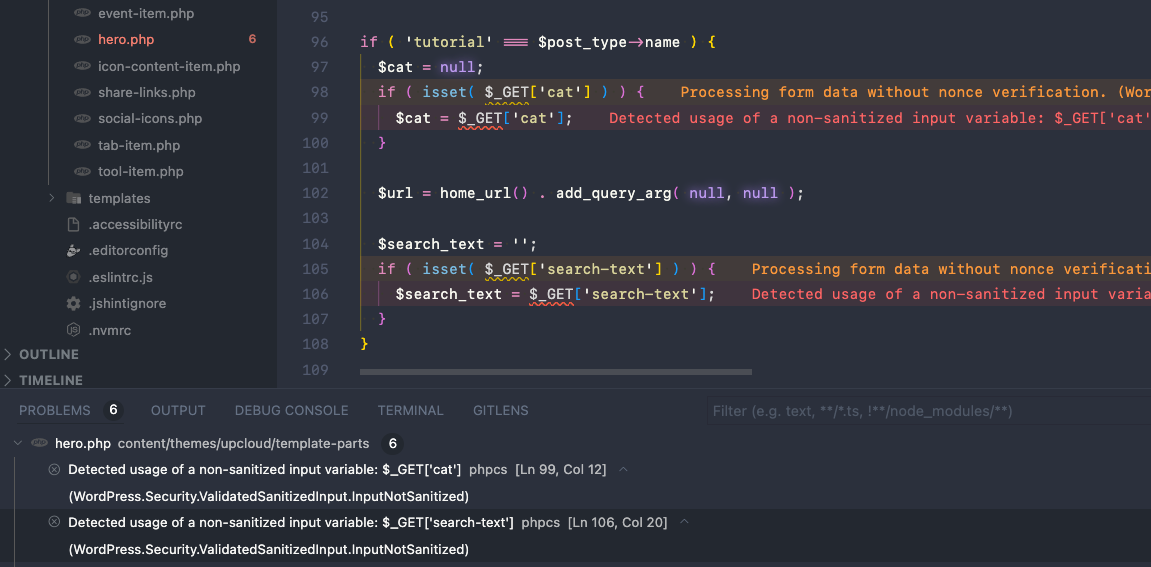 event-item.php
hero.php 6
icon-content-item.php
share-links.php
social-icons.php
tab-item.php
tool-item.php
templates
.accessibilityrc
.editorconfig
.eslintrc.js
.jshintignore
.nvmrc
OUTLINE
TIMELINE
95
96 if ( 'tutorial' === $post_type->name ) {
97 $cat = null;
98 if ( isset( $_GET['cat'] ) ) { Processing form data without nonce verification. (Wor
99 $cat = $_GET['cat']; Detected usage of a non-sanitized input variable: $_GET['cat'
100 }
101
102 $url = home_url() . add_query_arg( null, null );
103
104 $search_text = '';
105 if ( isset( $_GET['search-text'] ) ) { Processing form data without nonce verificati
106 $search_text = $_GET['search-text']; Detected usage of a non-sanitized input varia
107 }
108 }
109
PROBLEMS 6 OUTPUT DEBUG CONSOLE TERMINAL GITLENS Filter (e.g. text, **/*.ts, !**/node_modules/**)
hero.php content/themes/upcloud/template-parts 6
Detected usage of a non-sanitized input variable: $_GET['cat'] phpcs [Ln 99, Col 12]
(WordPress.Security.ValidatedSanitizedInput.InputNotSanitized)
Detected usage of a non-sanitized input variable: $_GET['search-text'] phpcs [Ln 106, Col 20]
(WordPress.Security.ValidatedSanitizedInput.InputNotSanitized)